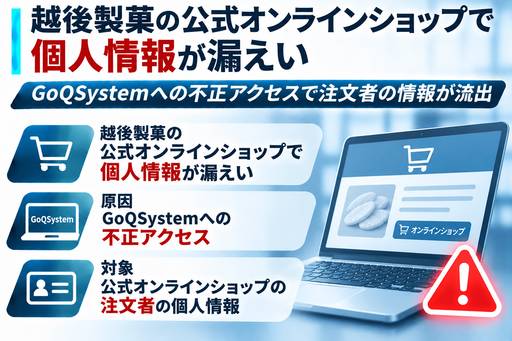 越後製菓の公式オンラインショップで
個人情報が漏えい
GoQSystemへの不正アクセスで注文者の情報が流出
越後製菓の
公式オンラインショップで
個人情報が漏えい
GoQSystem
原因
GoQSystemへの
不正アクセス
対象
公式オンラインショップの
注文者の個人情報
オンラインショップ